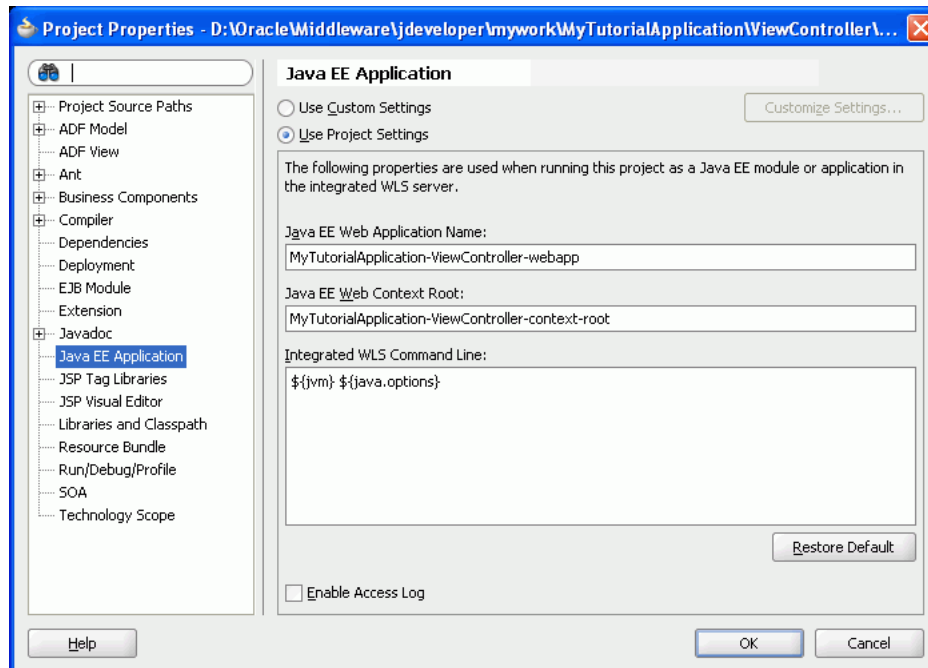 Project Properties - D:\Oracle\Middleware\jdeveloper\mywork\MyTutorialApplication\ViewController\...
Project Source Paths
ADF Model
ADF View
Ant
Business Components
Compiler
Dependencies
Deployment
EJB Module
Extension
Javadoc
Java EE Application
JSP Tag Libraries
JSP Visual Editor
Libraries and Classpath
Resource Bundle
Run/Debug/Profile
SOA
Technology Scope
Java EE Application
Use Custom Settings
Customize Settings...
Use Project Settings
The following properties are used when running this project as a Java EE module or application in
the integrated WLS server.
Java EE Web Application Name:
MyTutorialApplication-ViewController-webapp
Java EE Web Context Root:
MyTutorialApplication-ViewController-context-root
Integrated WLS Command Line:
${jvm} ${java.options}
Restore Default
Enable Access Log
Help
OK
Cancel